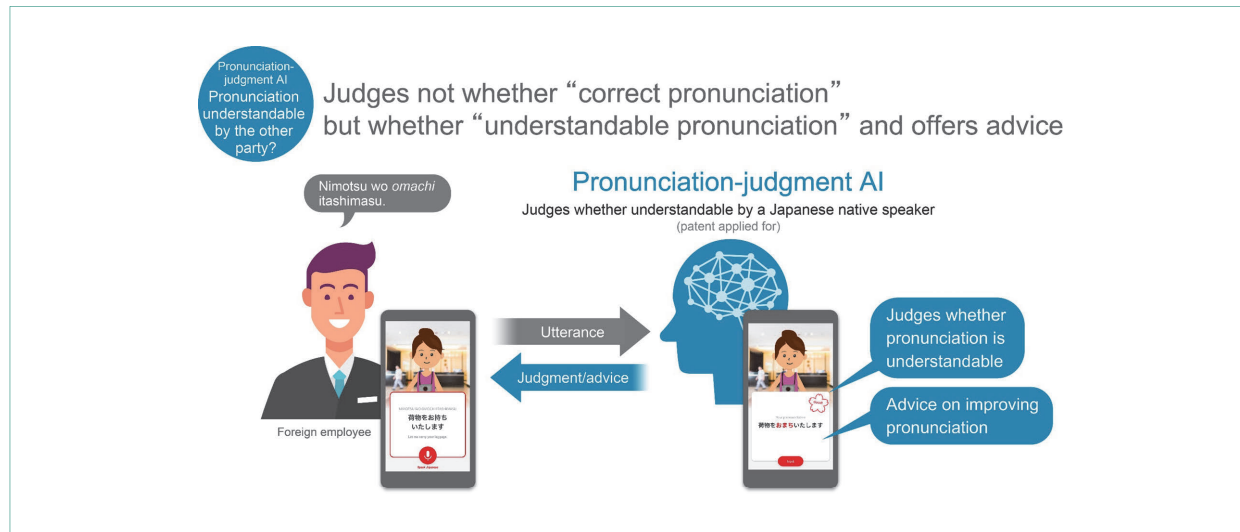 Pronunciation-
judgment AI
Pronunciation
understandable
by the other
party?
Judges not whether “correct pronunciation”
but whether “understandable pronunciation” and offers advice
Nimotsu wo omachi
itashimasu.
Pronunciation-judgment AI
Judges whether understandable by a Japanese native speaker
(patent applied for)
Utterance
Judgment/advice
Foreign employee
荷物をお持ち
いたします
荷物をおまちいたします
Judges whether
pronunciation is
understandable
Advice on improving
pronunciation